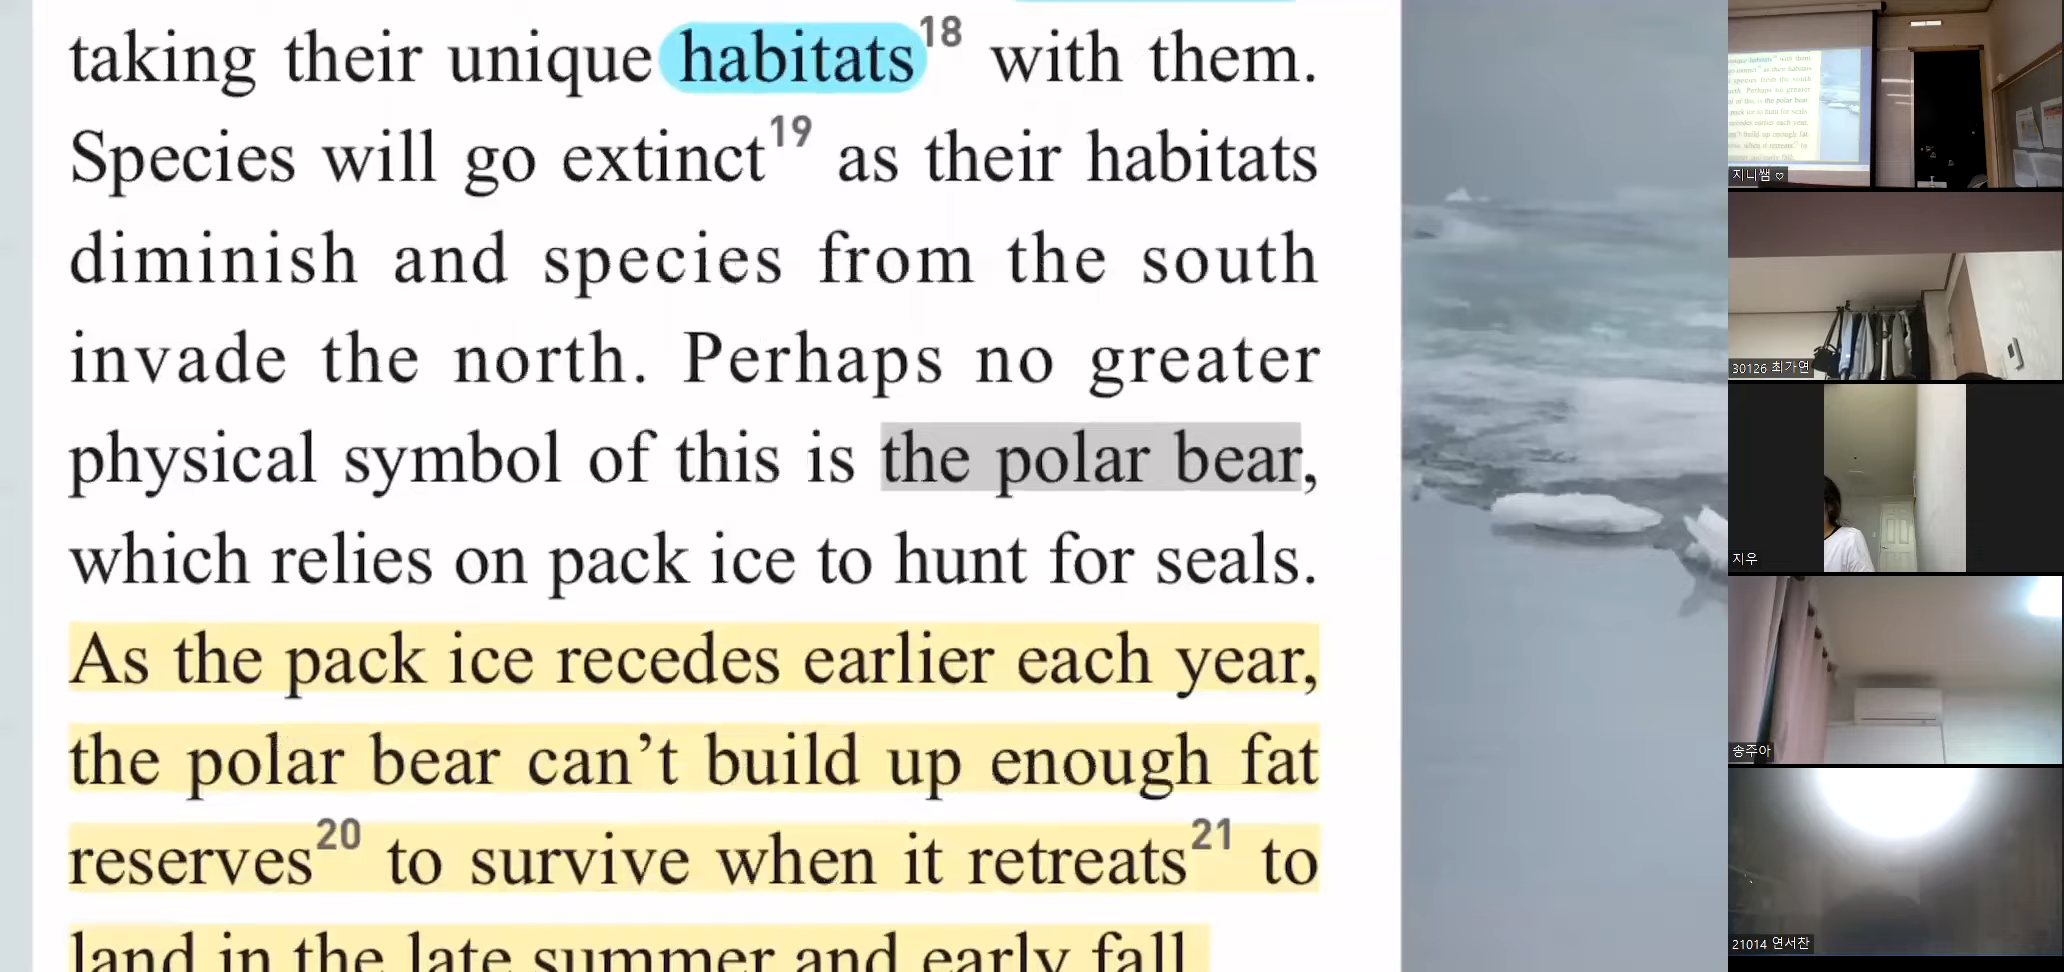 taking their unique habitats18 with them.
Species will go extinct19 as their habitats
diminish and species from the south
invade the north. Perhaps no greater
physical symbol of this is the polar bear,
which relies on pack ice to hunt for seals.
As the pack ice recedes earlier each year,
the polar bear can't build up enough fat
reserves20 to survive when it retreats21 to
land in the late summer and early fall.
지니쌤 ♡
30126 최가연
지우
송주아
21014 연서찬